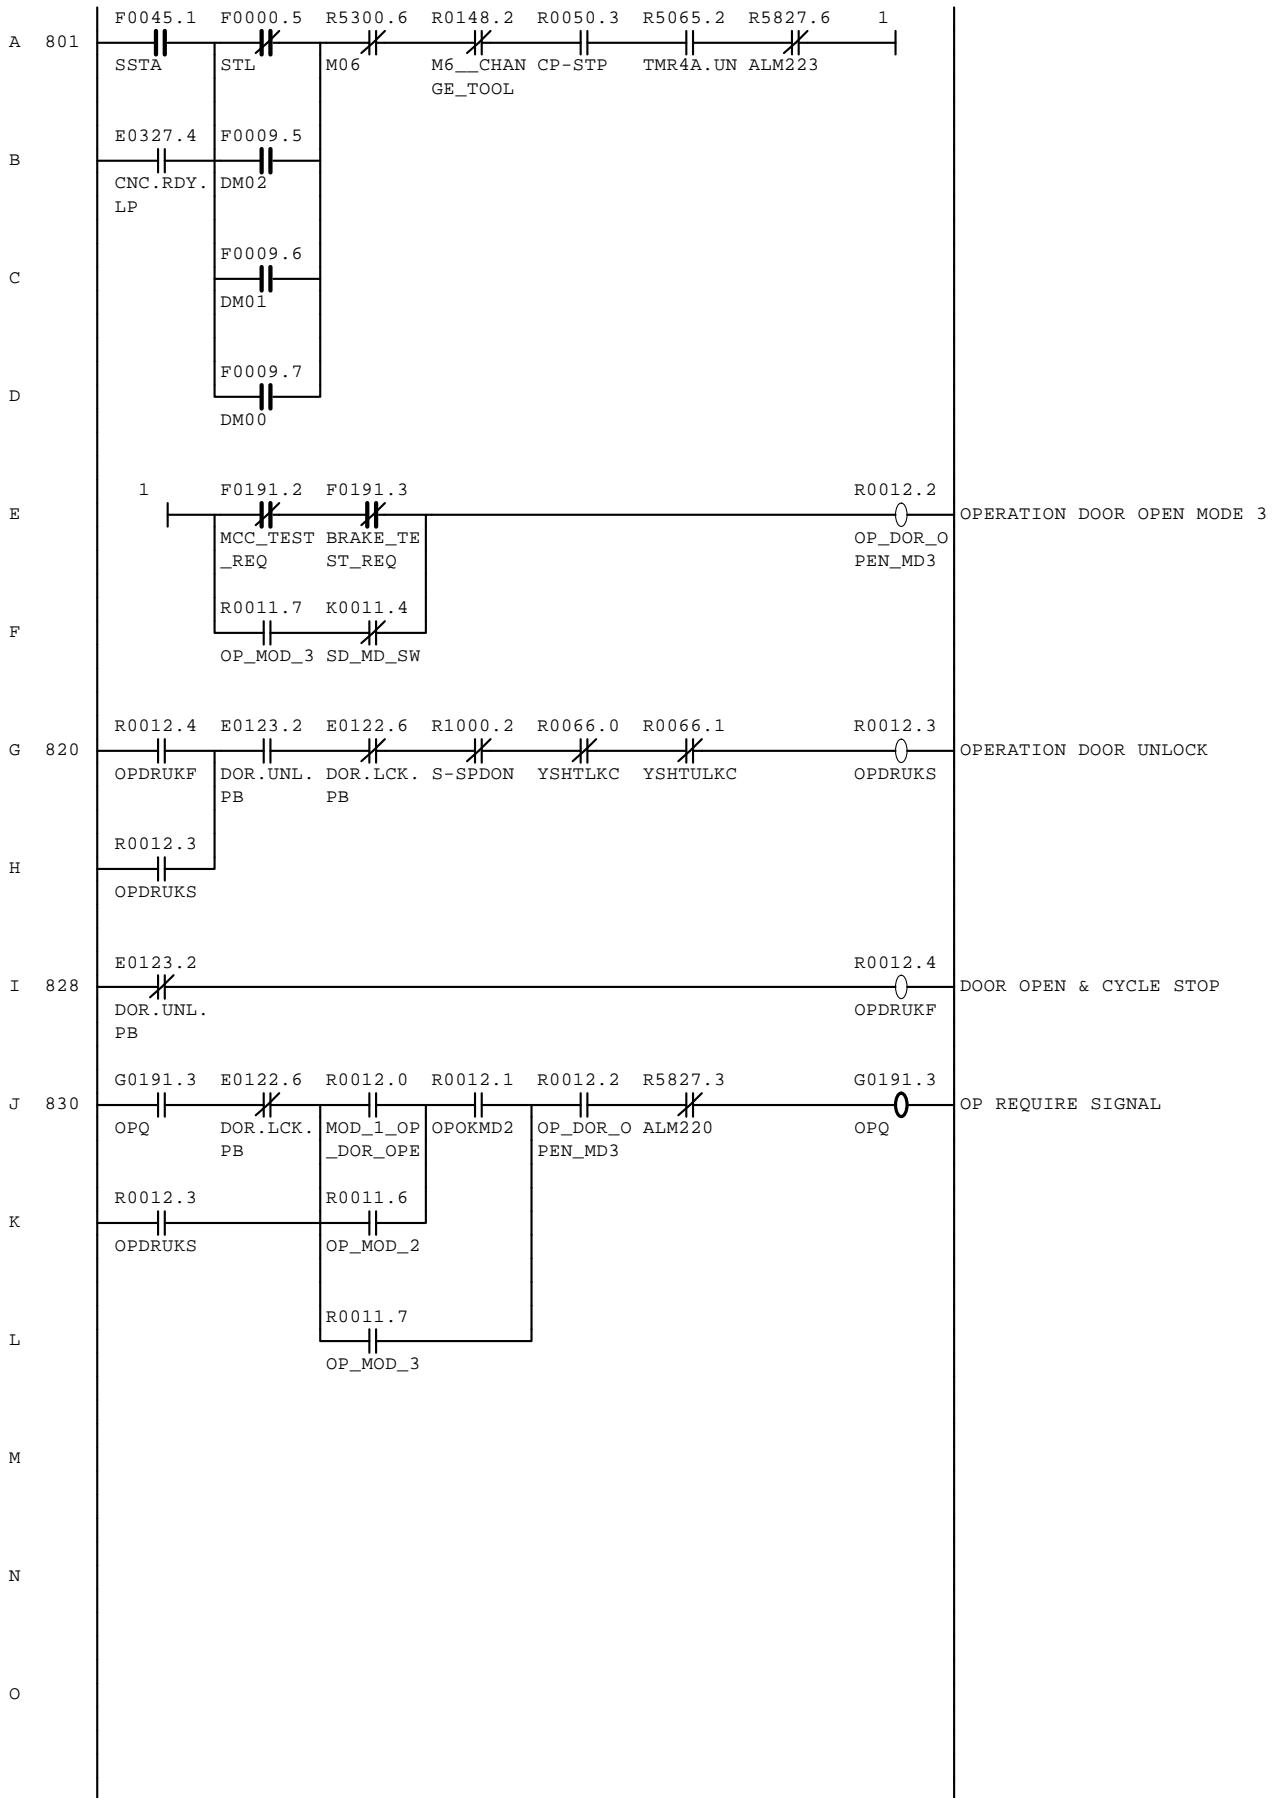 F0045.1 F0000.5 R5300.6 R0148.2 R0050.3 R5065.2 R5827.6 1
A 801
SSTA STL M06 M6__CHAN CP-STP TMR4A.UN ALM223
GE_TOOL
E0327.4 F0009.5
B
CNC.RDY. DM02
LP
F0009.6
C
DM01
F0009.7
D
DM00
1 F0191.2 F0191.3 R0012.2
E OPERATION DOOR OPEN MODE 3
MCC_TEST BRAKE_TE OP_DOR_O
_REQ ST_REQ PEN_MD3
R0011.7 K0011.4
F
OP_MOD_3 SD_MD_SW
R0012.4 E0123.2 E0122.6 R1000.2 R0066.0 R0066.1 R0012.3
G 820 OPERATION DOOR UNLOCK
OPDRUKF DOR.UNL. DOR.LCK. S-SPDON YSHTLKC YSHTULKC OPDRUKS
PB PB
R0012.3
H
OPDRUKS
E0123.2 R0012.4
I 828 DOOR OPEN & CYCLE STOP
DOR.UNL. OPDRUKF
PB
G0191.3 E0122.6 R0012.0 R0012.1 R0012.2 R5827.3 G0191.3
J 830 OP REQUIRE SIGNAL
OPQ DOR.LCK. MOD_1_OP OPOKMD2 OP_DOR_O ALM220 OPQ
PB _DOR_OPE PEN_MD3
R0012.3 R0011.6
K
OPDRUKS OP_MOD_2
R0011.7
L
OP_MOD_3
M
N
O